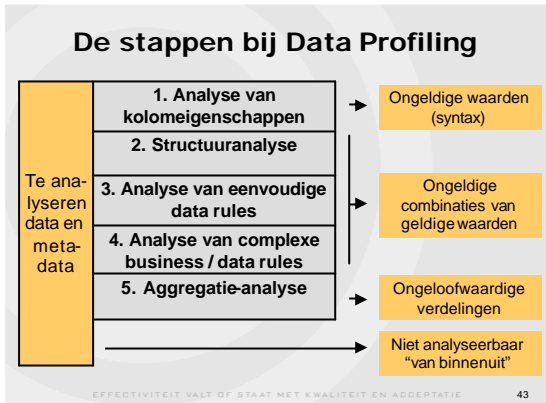 De stappen bij Data Profiling
Te ana-
lyseren
data en
meta-
data
1. Analyse van
kolomeigenschappen
2. Structuuranalyse
3. Analyse van eenvoudige
data rules
4. Analyse van complexe
business / data rules
5. Aggregatie-analyse
Ongeldige waarden
(syntax)
Ongeldige
combinaties van
geldige waarden
Ongeloofwaardige
verdelingen
Niet analyseerbaar
"van binnenuit"
EFFECTIVITEIT VALT OF STAAT MET KWALITEIT EN ACCEPTATIE
43